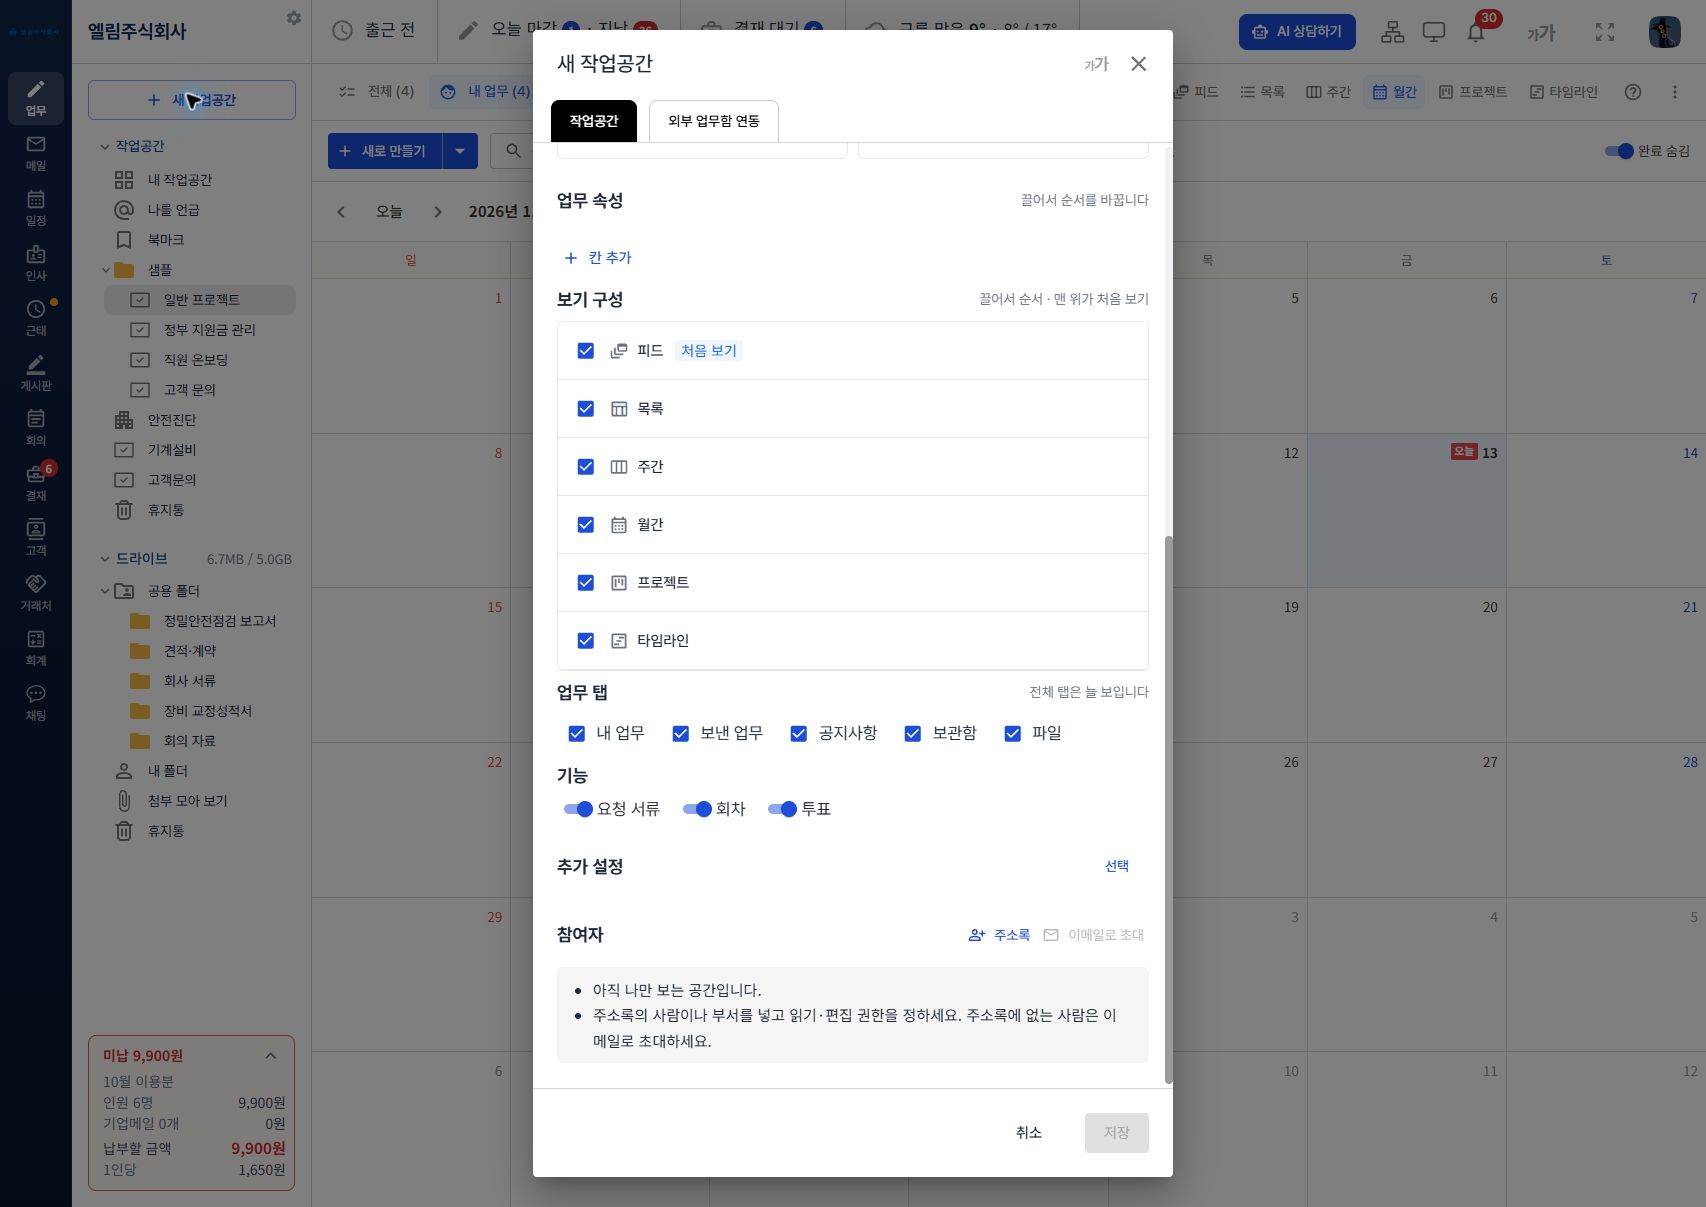 엘림주식회사
출근 전
AI 상담하기
30
가가
업무
메일
일정
인사
근태
게시판
회의
6
결재
고객
거래처
회계
채팅
작업공간
내 작업공간
나를 언급
북마크
샘플
일반 프로젝트
정부 지원금 관리
직원 온보딩
고객 문의
안전진단
기계설비
고객문의
휴지통
드라이브 6.7MB / 5.0GB
공용 폴더
정밀안전점검 보고서
견적·계약
회사 서류
장비 교정성적서
회의 자료
내 폴더
첨부 모아 보기
휴지통
미납 9,900원
10월 이용분
인원 6명 9,900원
기업메일 0개 0원
납부할 금액 9,900원
1인당 1,650원
전체 (4) 내 업무 (4) 피드 목록 주간 월간 프로젝트 타임라인
새로 만들기 완료 숨김
오늘 2026년
일 목 금 토
1 5 6 7
8 12 오늘 13 14
15 19 20 21
22 26 27 28
29 3 4 5
6 10 11 12
새 작업공간 가가
작업공간 외부 업무함 연동
업무 속성 끌어서 순서를 바꿉니다
칸 추가
보기 구성 끌어서 순서 · 맨 위가 처음 보기
피드 처음 보기
목록
주간
월간
프로젝트
타임라인
업무 탭 전체 탭은 늘 보입니다
내 업무 보낸 업무 공지사항 보관함 파일
기능
요청 서류 회차 투표
추가 설정 선택
참여자 주소록 이메일로 초대
아직 나만 보는 공간입니다.
주소록의 사람이나 부서를 넣고 읽기·편집 권한을 정하세요. 주소록에 없는 사람은 이
메일로 초대하세요.
취소 저장